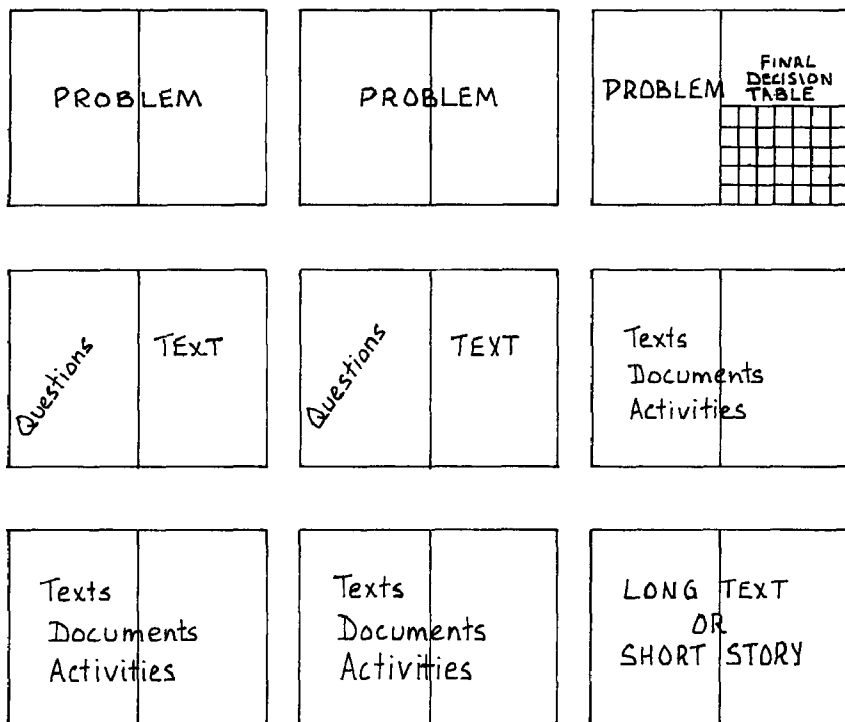 PROBLEM
PROBLEM
PROBLEM
FINAL
DECISION
TABLE
Questions
TEXT
Questions
TEXT
Texts
Documents
Activities
Texts
Documents
Activities
Texts
Documents
Activities
LONG TEXT
OR
SHORT STORY